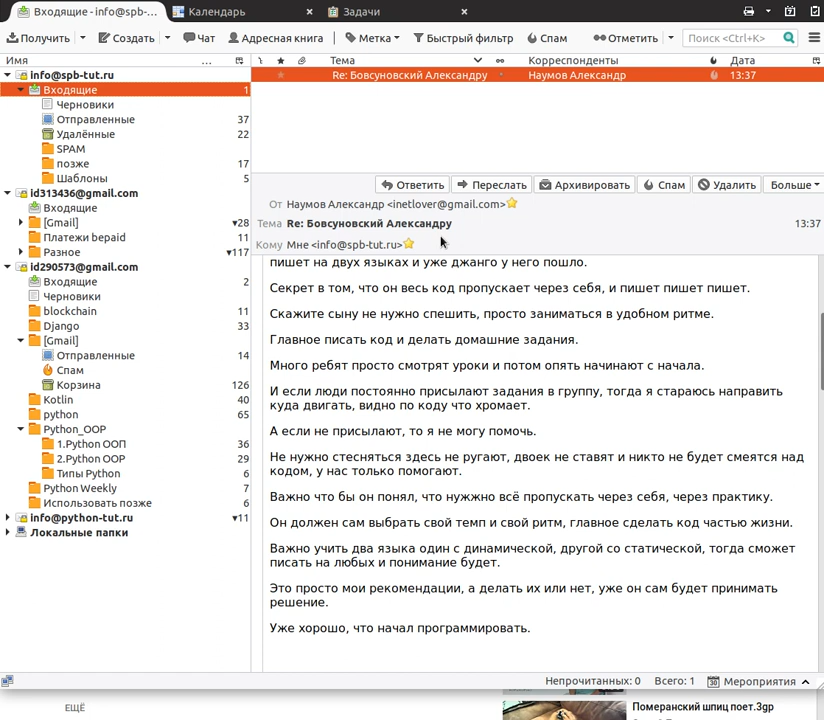 Входящие - info@spb-...
Календарь
Задачи
Получить
Создать
Чат
Адресная книга
Метка
Быстрый фильтр
Спам
Отметить
Поиск <Ctrl+K>
Имя ...
Тема
Корреспонденты
Дата
info@spb-tut.ru
Re: Бовсуновский Александру
Наумов Александр
13:37
Входящие 1
Черновики
Отправленные 37
Удалённые 22
SPAM
позже 17
Шаблоны 5
id313436@gmail.com
Входящие
[Gmail] ▾28
Платежи bepaid 11
Разное ▾117
id290573@gmail.com
Входящие 2
Черновики
blockchain 11
Django 33
[Gmail]
Отправленные 14
Спам
Корзина 126
Kotlin 40
python 65
Python_OOP
1.Python ООП 36
2.Python OOP 29
Типы Python 6
Python Weekly 7
Использовать позже 6
info@python-tut.ru ▾11
Локальные папки
Ответить
Переслать
Архивировать
Спам
Удалить
Больше
От Наумов Александр <inetlover@gmail.com>
Тема Re: Бовсуновский Александру 13:37
Кому Мне <info@spb-tut.ru>
пишет на двух языках и уже джанго у него пошло.
Секрет в том, что он весь код пропускает через себя, и пишет пишет пишет.
Скажите сыну не нужно спешить, просто заниматься в удобном ритме.
Главное писать код и делать домашние задания.
Много ребят просто смотрят уроки и потом опять начинают с начала.
И если люди постоянно присылают задания в группу, тогда я стараюсь направить
куда двигать, видно по коду что хромает.
А если не присылают, то я не могу помочь.
Не нужно стесняться здесь не ругают, двоек не ставят и никто не будет смеятся над
кодом, у нас только помогают.
Важно что бы он понял, что нужжно всё пропускать через себя, через практику.
Он должен сам выбрать свой темп и свой ритм, главное сделать код частью жизни.
Важно учить два языка один с динамической, другой со статической, тогда сможет
писать на любых и понимание будет.
Это просто мои рекомендации, а делать их или нет, уже он сам будет принимать
решение.
Уже хорошо, что начал программировать.
Непрочитанных: 0 Всего: 1 Мероприятия
ЕЩЁ
Померанский шпиц поет.3gp